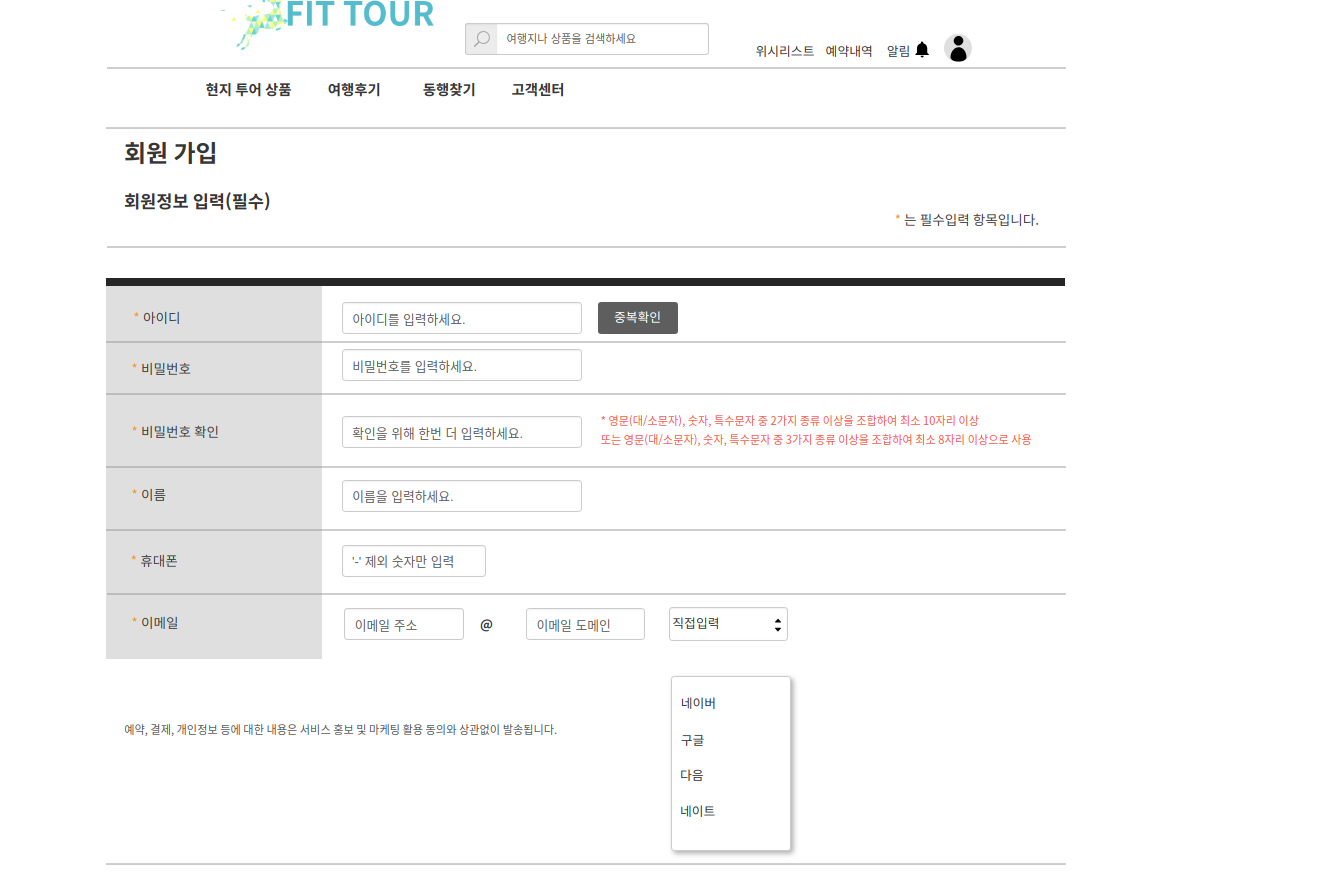 FIT TOUR
여행지나 상품을 검색하세요
위시리스트 예약내역 알림
현지 투어 상품 여행후기 동행찾기 고객센터
회원 가입
회원정보 입력(필수)
* 는 필수입력 항목입니다.
* 아이디 아이디를 입력하세요. 중복확인
* 비밀번호 비밀번호를 입력하세요.
* 비밀번호 확인 확인을 위해 한번 더 입력하세요.
* 영문(대/소문자), 숫자, 특수문자 중 2가지 종류 이상을 조합하여 최소 10자리 이상
또는 영문(대/소문자), 숫자, 특수문자 중 3가지 종류 이상을 조합하여 최소 8자리 이상으로 사용
* 이름 이름을 입력하세요.
* 휴대폰 '-' 제외 숫자만 입력
* 이메일 이메일 주소 @ 이메일 도메인 직접입력
네이버
구글
다음
네이트
예약, 결제, 개인정보 등에 대한 내용은 서비스 홍보 및 마케팅 활용 동의와 상관없이 발송됩니다.